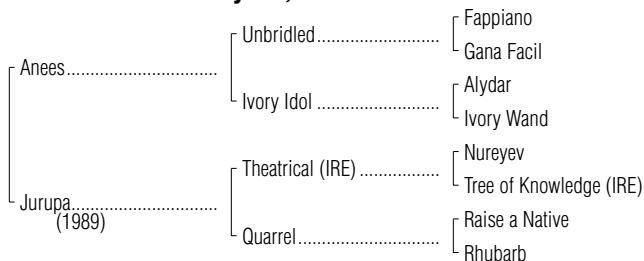 Fappiano
Unbridled
Gana Facil
Anees
Alydar
Ivory Idol
Ivory Wand
Nureyev
Theatrical (IRE)
Tree of Knowledge (IRE)
Jurupa
(1989)
Raise a Native
Quarrel
Rhubarb